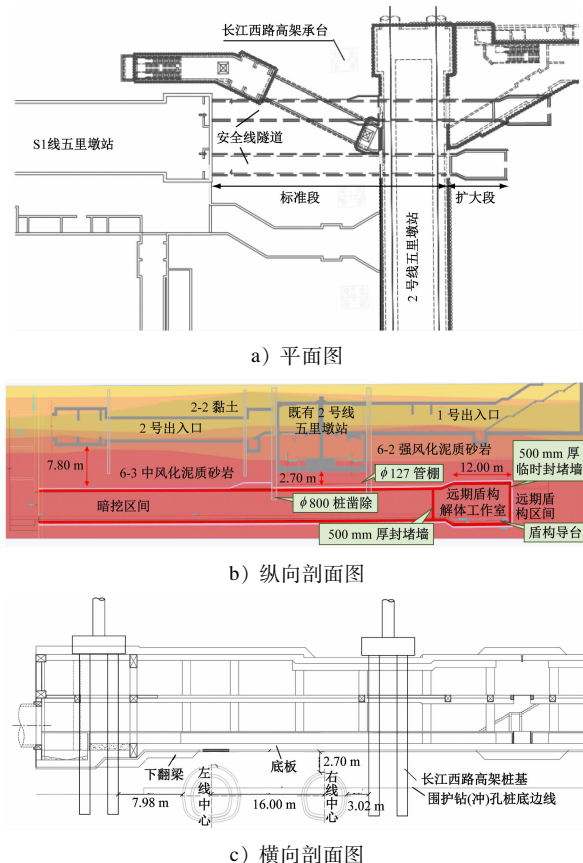 长江西路高架承台
安全线隧道
S1线五里墩站
标准段
扩大段
2号线五里墩站
a）平面图
2-2 黏土
2号出入口
既有2号线
五里墩站
1号出入口
7.80 m
6-3 中风化泥质砂岩
2.70 m
6-2 强风化泥质砂岩
ϕ127 管棚
12.00 m
500 mm 厚
临时封堵墙
暗挖区间
ϕ800 桩凿除
500 mm 厚封堵墙
远期盾构
解体工作室
远期盾
构区间
盾构导台
b）纵向剖面图
下翻梁
底板
2.70 m
左线中心
右线中心
长江西路高架桩基
围护钻(冲)孔桩底边线
7.98 m
16.00 m
3.02 m
c）横向剖面图